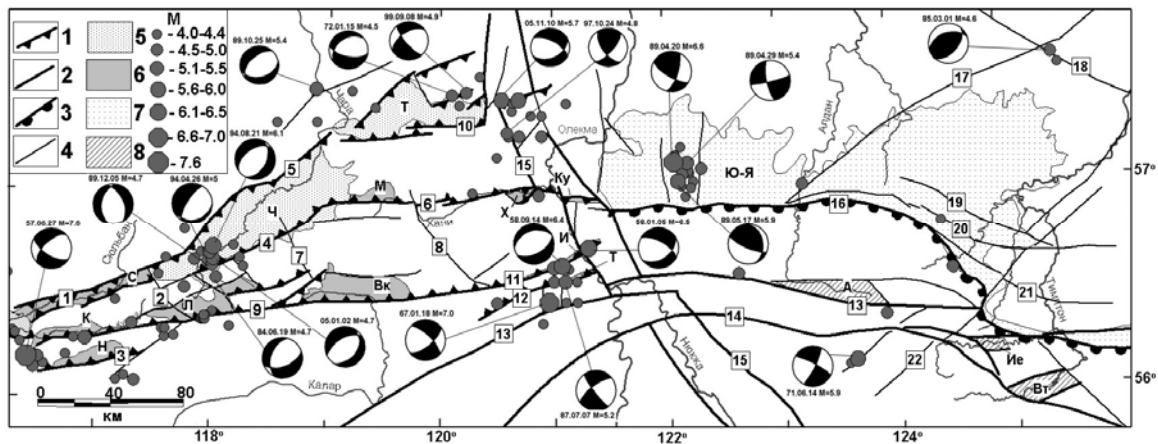 1
2
3
4
5
6
7
8
М
- 4.0-4.4
- 4.5-5.0
- 5.1-5.5
- 5.6-6.0
- 6.1-6.5
- 6.6-7.0
- 7.6
89.10.25 M=5.4
72.01.15 M=4.5
99.09.08 M=4.9
05.11.10 M=5.7
97.10.24 M=4.8
89.04.20 M=6.6
89.04.29 M=5.4
85.03.01 M=4.6
17
18
Чара
Т
10
Олекма
Алдан
94.08.21 M=6.1
5
15
89.12.05 M=4.7
94.04.26 M=5
Ю-Я
57°
М
Ку
6
Х
16
19
20
57.06.27 M=7.6
Ч
58.09.14 M=6.4
89.05.17 M=5.9
4
8
И
7
Т
С
11
21
1
2
Вк
12
А
13
Л
9
К
67.01.18 M=7.0
13
14
Тимптон
84.06.19 M=4.7
05.01.02 M=4.7
Н
3
Нюкжа
15
22
Йе
0 40 80
км
Калар
87.07.07 M=5.2
71.06.14 M=5.9
Вт
56°
118°
120°
122°
124°